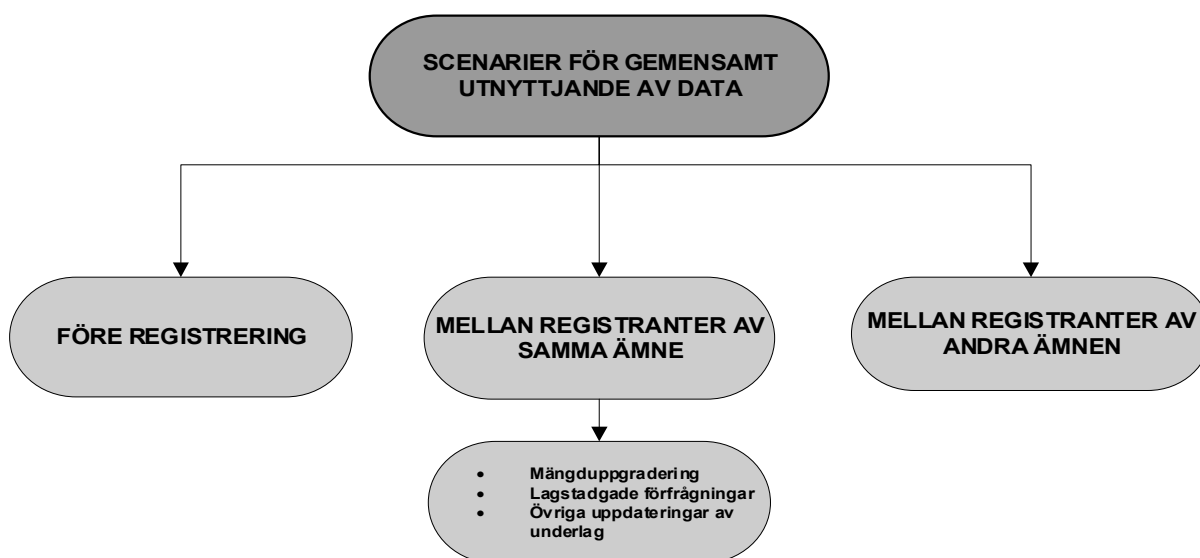 SCENARIER FÖR GEMENSAMT
UTNYTTJANDE AV DATA
FÖRE REGISTRERING
MELLAN REGISTRANTER AV
SAMMA ÄMNE
MELLAN REGISTRANTER AV
ANDRA ÄMNEN
• Mängduppgradering
• Lagstadgade förfrågningar
• Övriga uppdateringar av
underlag